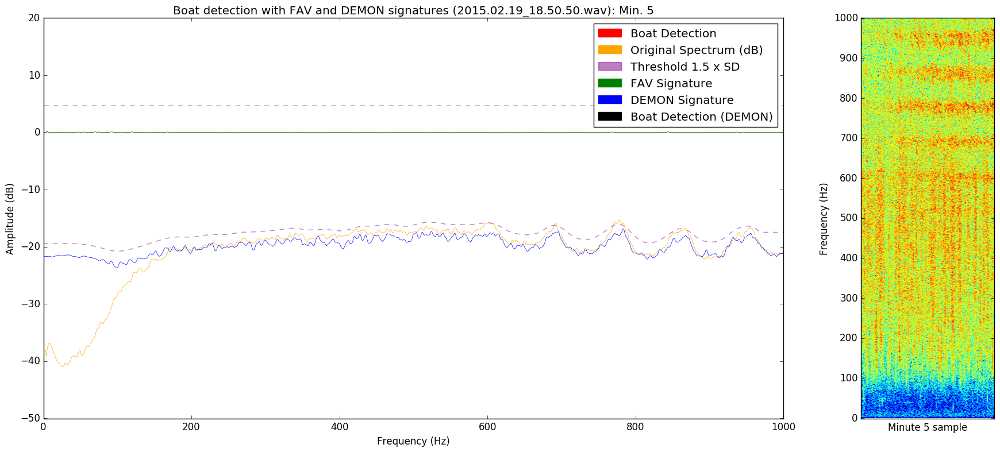 Boat detection with FAV and DEMON signatures (2015.02.19_18.50.50.wav): Min. 5
Boat Detection
Original Spectrum (dB)
Threshold 1.5 x SD
FAV Signature
DEMON Signature
Boat Detection (DEMON)
Amplitude (dB)
20
10
0
−10
−20
−30
−40
−50
0
200
400
600
800
1000
Frequency (Hz)
Frequency (Hz)
1000
900
800
700
600
500
400
300
200
100
0
Minute 5 sample